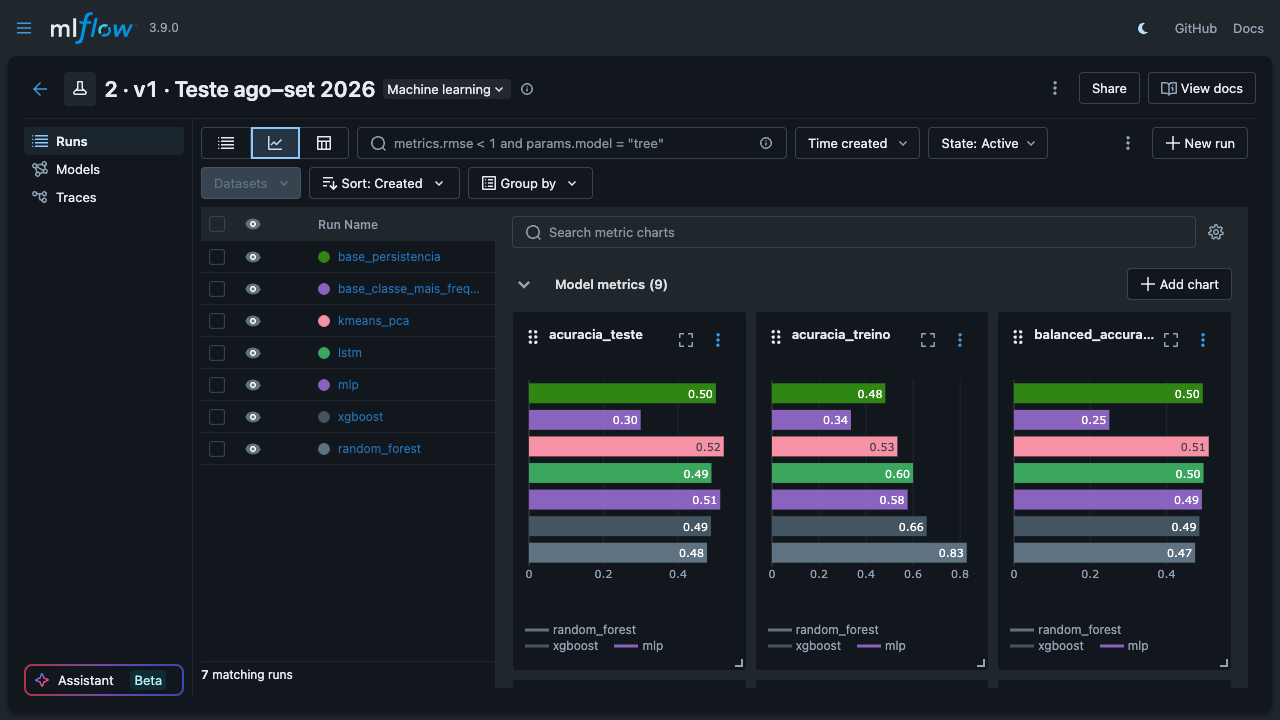 mlflow 3.9.0 GitHub Docs
2 · v1 · Teste ago–set 2026 Machine learning Share View docs
Runs
Models
Traces
metrics.rmse < 1 and params.model = "tree" Time created State: Active New run
Datasets Sort: Created Group by
Run Name
base_persistencia
base_classe_mais_freq...
kmeans_pca
lstm
mlp
xgboost
random_forest
7 matching runs
Search metric charts
Model metrics (9) Add chart
acuracia_teste
0.50
0.30
0.52
0.49
0.51
0.49
0.48
0 0.2 0.4
random_forest
xgboost mlp
acuracia_treino
0.48
0.34
0.53
0.60
0.58
0.66
0.83
0 0.2 0.4 0.6 0.8
random_forest
xgboost mlp
balanced_accura...
0.50
0.25
0.51
0.50
0.49
0.49
0.47
0 0.2 0.4
random_forest
xgboost mlp
Assistant Beta